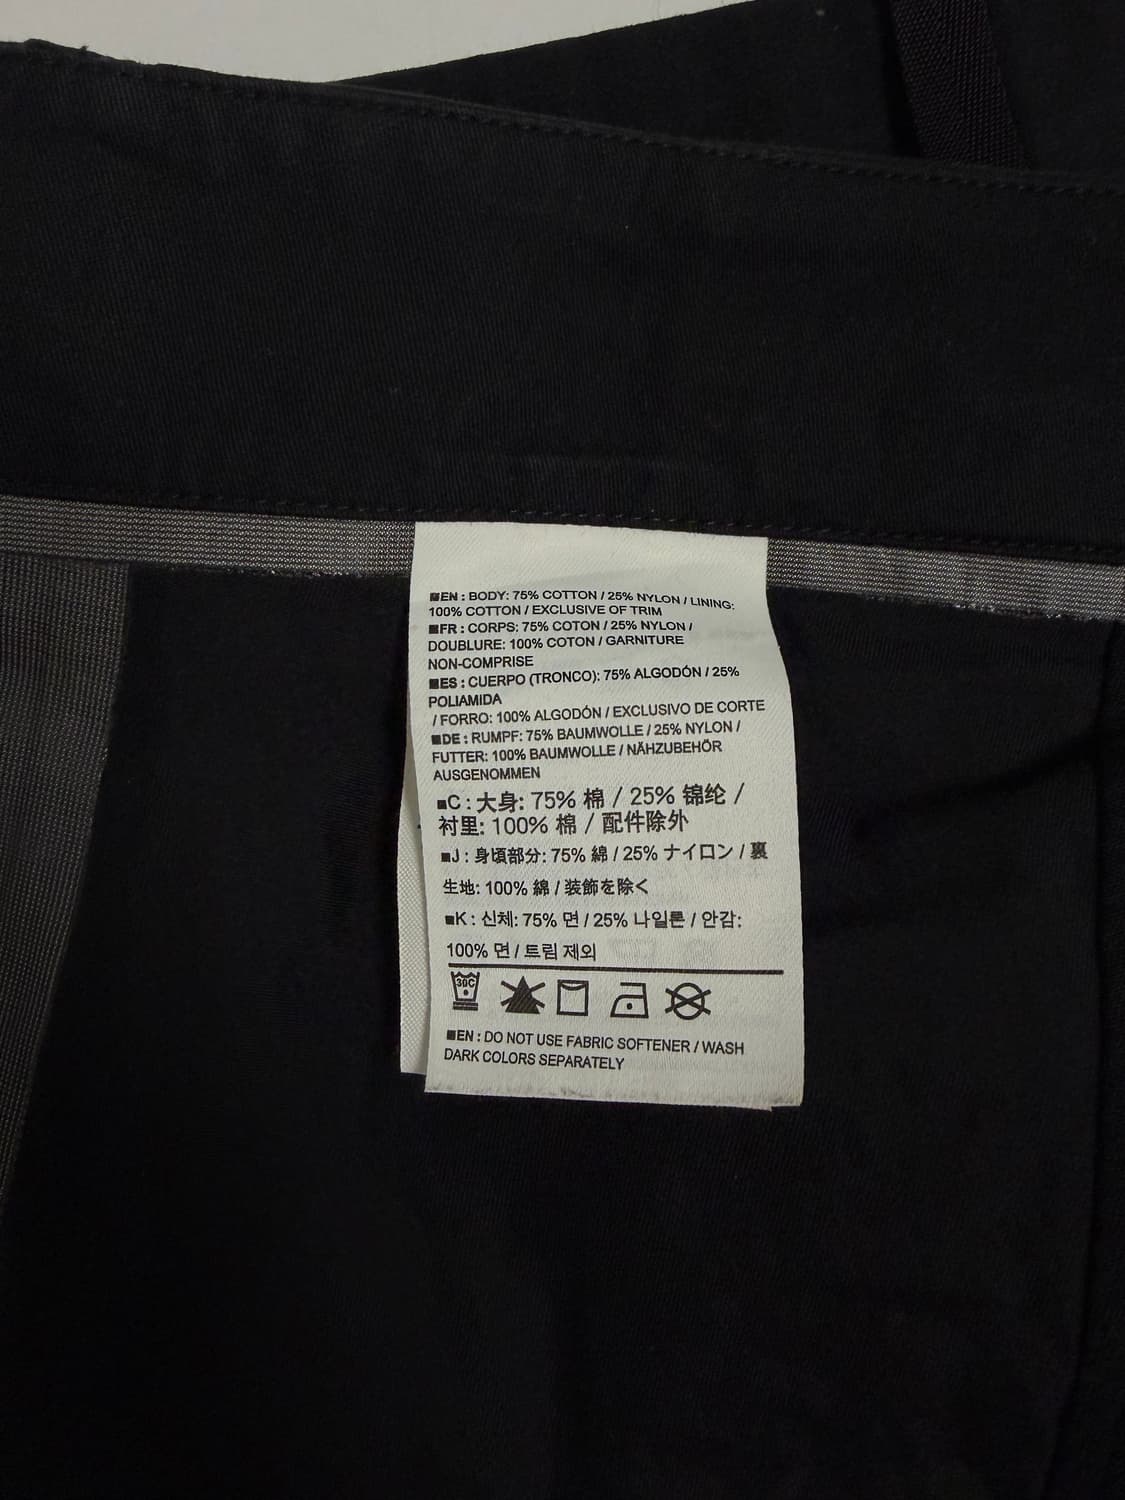 ■EN : BODY: 75% COTTON / 25% NYLON / LINING:
100% COTTON / EXCLUSIVE OF TRIM
■FR : CORPS: 75% COTON / 25% NYLON /
DOUBLURE: 100% COTON / GARNITURE
NON-COMPRISE
■ES : CUERPO (TRONCO): 75% ALGODÓN / 25%
POLIAMIDA
/ FORRO: 100% ALGODÓN / EXCLUSIVO DE CORTE
■DE : RUMPF: 75% BAUMWOLLE / 25% NYLON /
FUTTER: 100% BAUMWOLLE / NÄHZUBEHÖR
AUSGENOMMEN
■C : 大身: 75% 棉 / 25% 锦纶 /
衬里: 100% 棉 / 配件除外
■J : 身頃部分: 75% 綿 / 25% ナイロン / 裏
生地: 100% 綿 / 装飾を除く
■K : 신체: 75% 면 / 25% 나일론 / 안감:
100% 면 / 트림 제외
30C
■EN : DO NOT USE FABRIC SOFTENER / WASH
DARK COLORS SEPARATELY